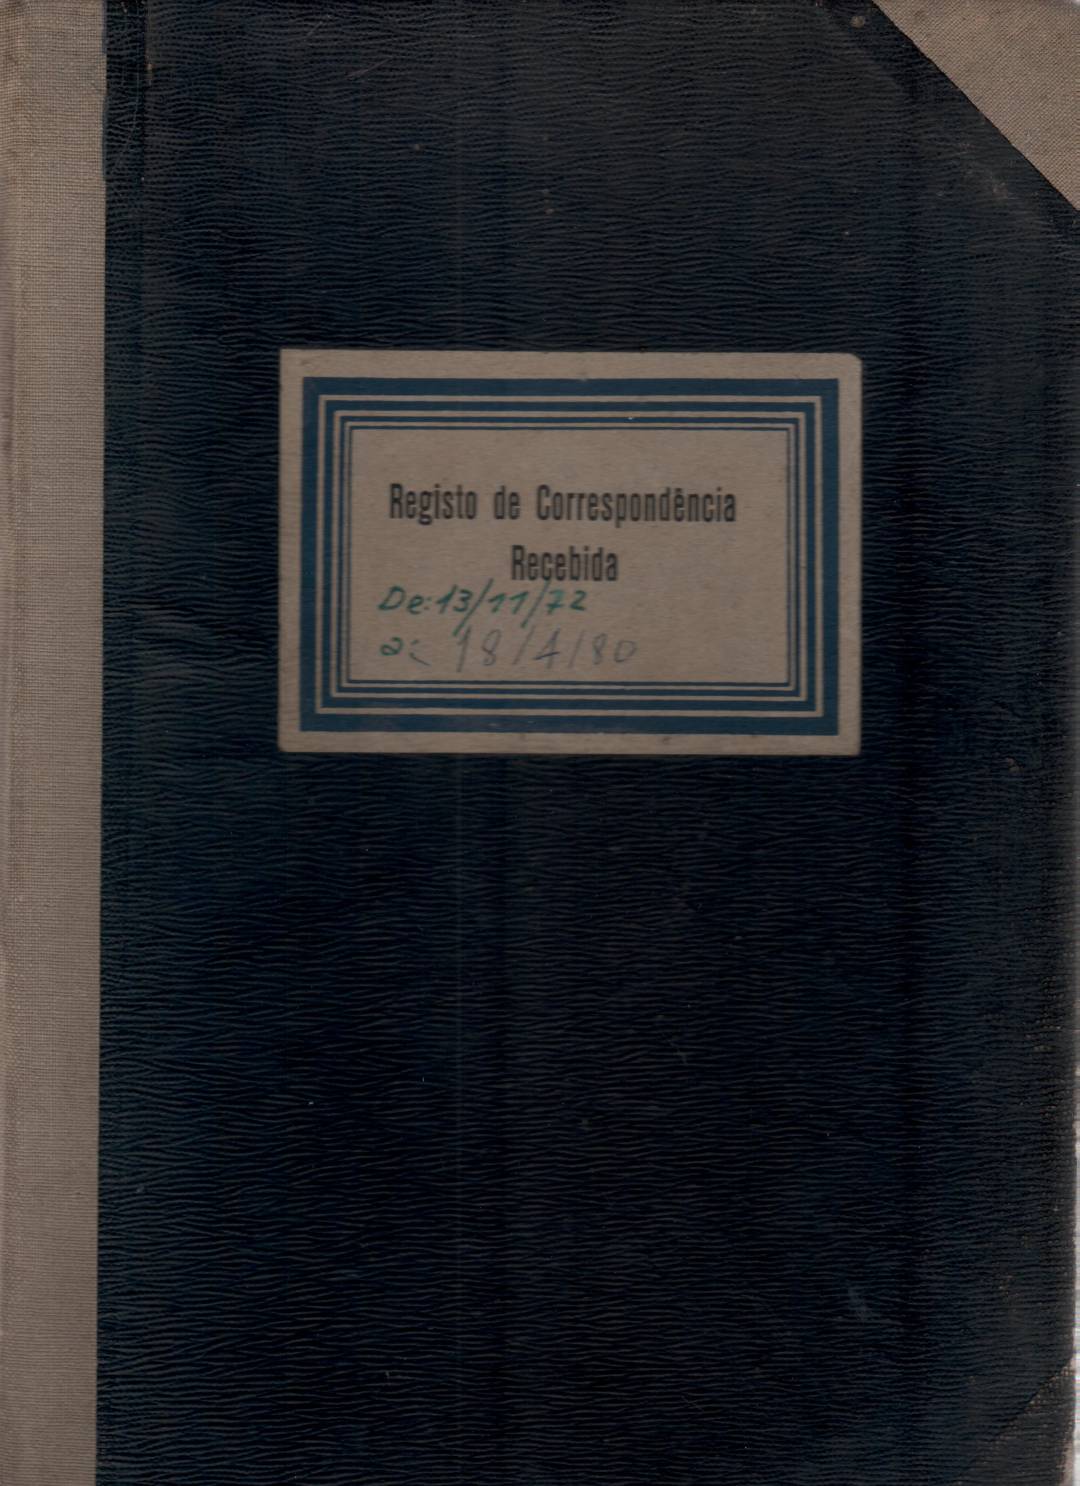 Registo de Correspondência
Recebida
De: 13/11/72
a: 18/4/80